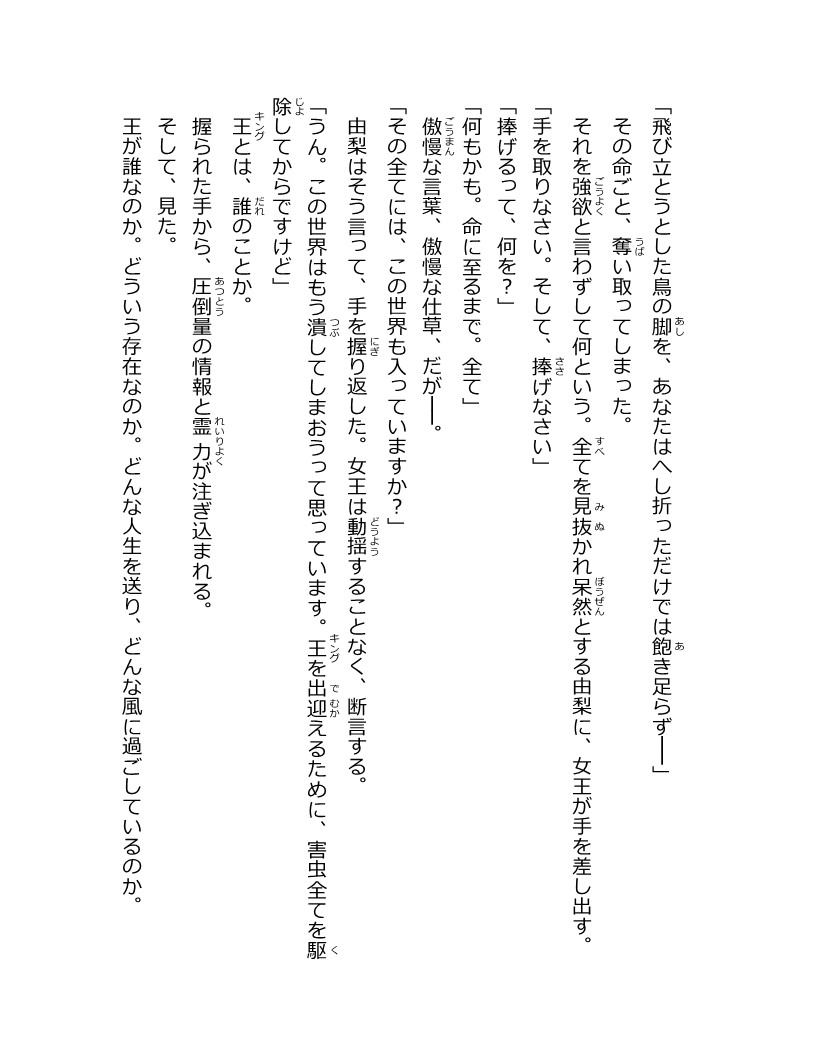 「飛び立とうとした鳥の脚を、あなたはへし折っただけでは飽き足らず――」
その命ごと、奪い取ってしまった。
それを強欲と言わずして何という。全てを見抜かれ呆然とする由梨に、女王が手を差し出す。
「手を取りなさい。そして、捧げなさい」
「捧げるって、何を？」
「何もかも。命に至るまで。全て」
傲慢な言葉、傲慢な仕草、だが――。
「その全てには、この世界も入っていますか？」
由梨はそう言って、手を握り返した。女王は動揺することなく、断言する。
「うん。この世界はもう潰してしまおうって思っています。王を出迎えるために、害虫全てを駆
除してからですけど」
王とは、誰のことか。
握られた手から、圧倒量の情報と霊力が注ぎ込まれる。
そして、見た。
王が誰なのか。どういう存在なのか。どんな人生を送り、どんな風に過ごしているのか。